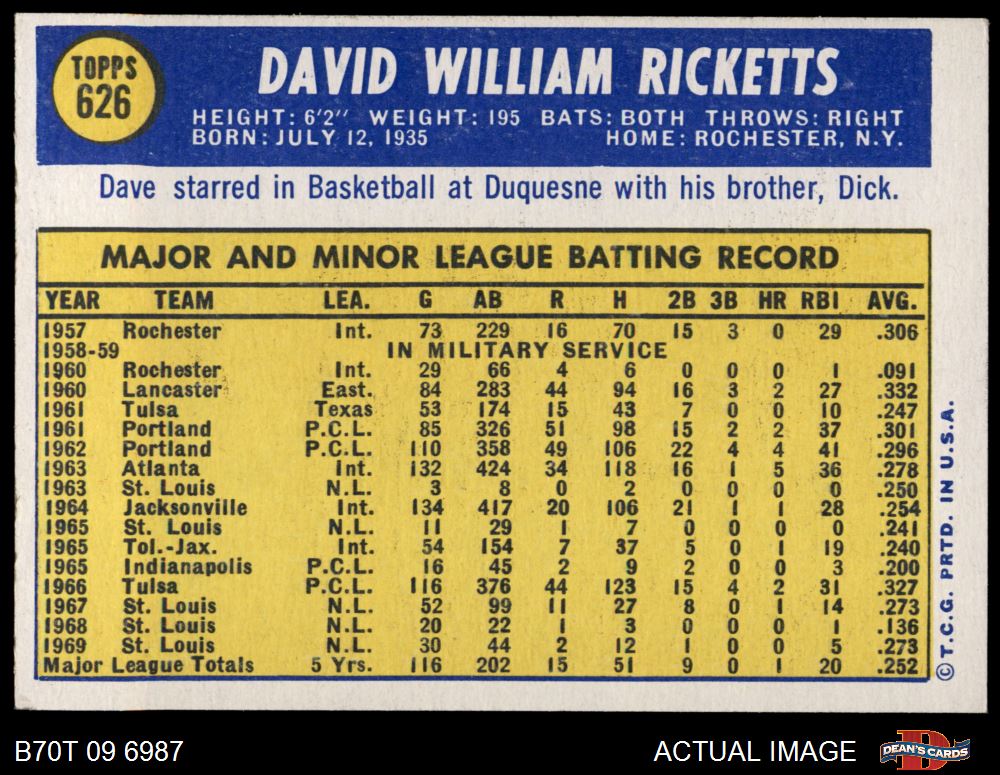 TOPPS
626
DAVID WILLIAM RICKETTS
HEIGHT: 6'2" WEIGHT: 195 BATS: BOTH THROWS: RIGHT
BORN: JULY 12, 1935 HOME: ROCHESTER, N.Y.
Dave starred in Basketball at Duquesne with his brother, Dick.
MAJOR AND MINOR LEAGUE BATTING RECORD
YEAR TEAM LEA. G AB R H 2B 3B HR RBI AVG.
1957 Rochester Int. 73 229 16 70 15 3 0 29 .306
1958-59 IN MILITARY SERVICE
1960 Rochester Int. 29 66 4 6 0 0 0 1 .091
1960 Lancaster East. 84 283 44 94 16 3 2 27 .332
1961 Tulsa Texas 53 174 15 43 7 0 0 10 .247
1961 Portland P.C.L. 85 326 51 98 15 2 2 37 .301
1962 Portland P.C.L. 110 358 49 106 22 4 4 41 .296
1963 Atlanta Int. 132 424 34 118 16 1 5 36 .278
1963 St. Louis N.L. 3 8 0 2 0 0 0 0 .250
1964 Jacksonville Int. 134 417 20 106 21 1 1 28 .254
1965 St. Louis N.L. 11 29 1 7 0 0 0 0 .241
1965 Tol.-Jax. Int. 54 154 7 37 5 0 1 19 .240
1965 Indianapolis P.C.L. 16 45 2 9 2 0 0 3 .200
1966 Tulsa P.C.L. 116 376 44 123 15 4 2 31 .327
1967 St. Louis N.L. 52 99 11 27 8 0 1 14 .273
1968 St. Louis N.L. 20 22 1 3 0 0 0 1 .136
1969 St. Louis N.L. 30 44 2 12 1 0 0 5 .273
Major League Totals 5 Yrs. 116 202 15 51 9 0 1 20 .252
© T.C.G. PRTD. IN U.S.A.
B70T 09 6987 ACTUAL IMAGE
DEAN'S CARDS